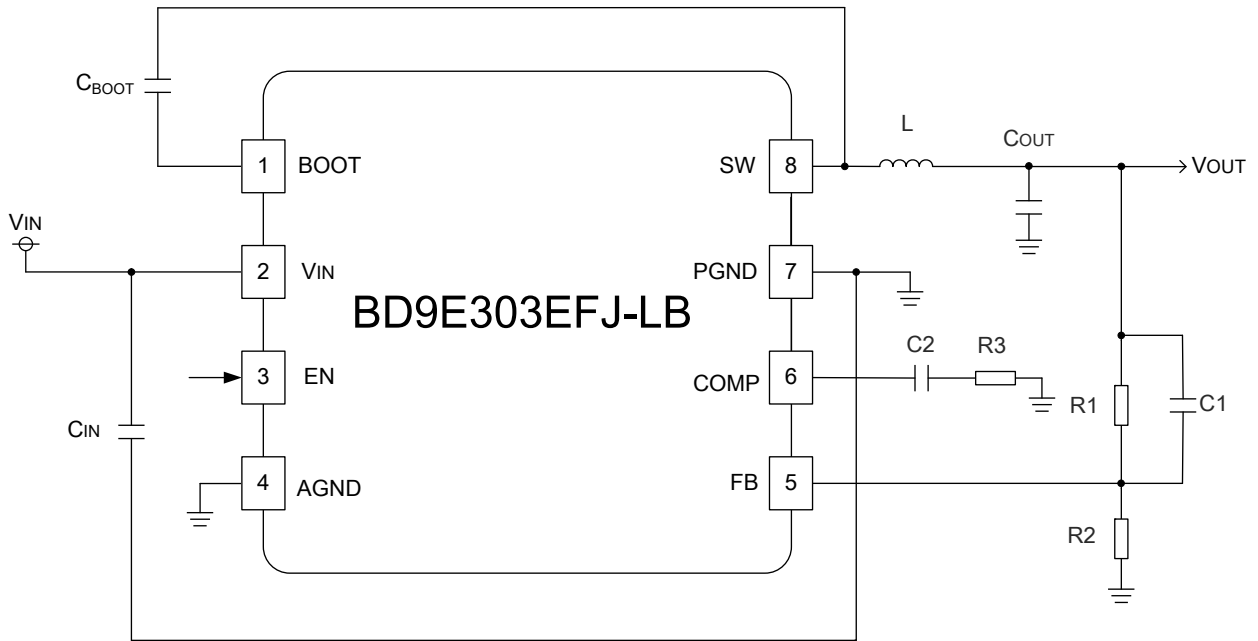 CBOOT
L
COUT
1
BOOT
SW
8
VOUT
VIN
2
VIN
PGND
7
BD9E303EFJ-LB
C2
R3
3
EN
COMP
6
R1
C1
CIN
4
AGND
FB
5
R2